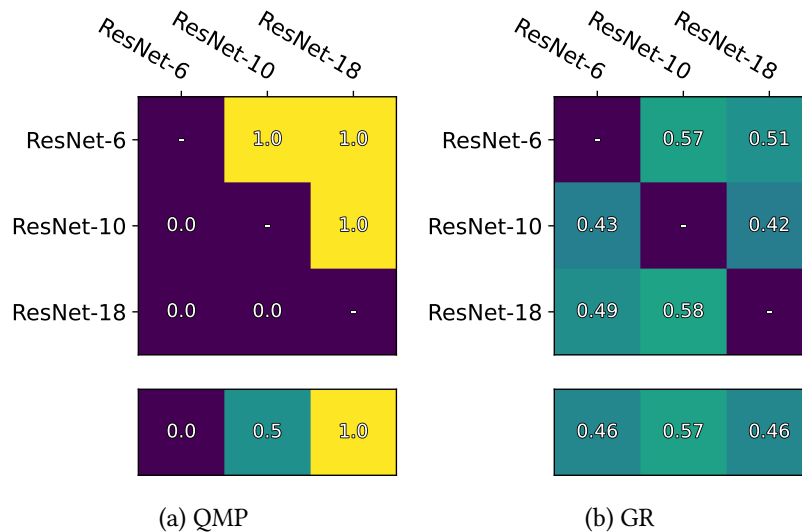 ResNet-6 ResNet-10 ResNet-18 ResNet-6 ResNet-10 ResNet-18
ResNet-6 - 1.0 1.0 ResNet-6 - 0.57 0.51
ResNet-10 0.0 - 1.0 ResNet-10 0.43 - 0.42
ResNet-18 0.0 0.0 - ResNet-18 0.49 0.58 -
0.0 0.5 1.0 0.46 0.57 0.46
(a) QMP (b) GR